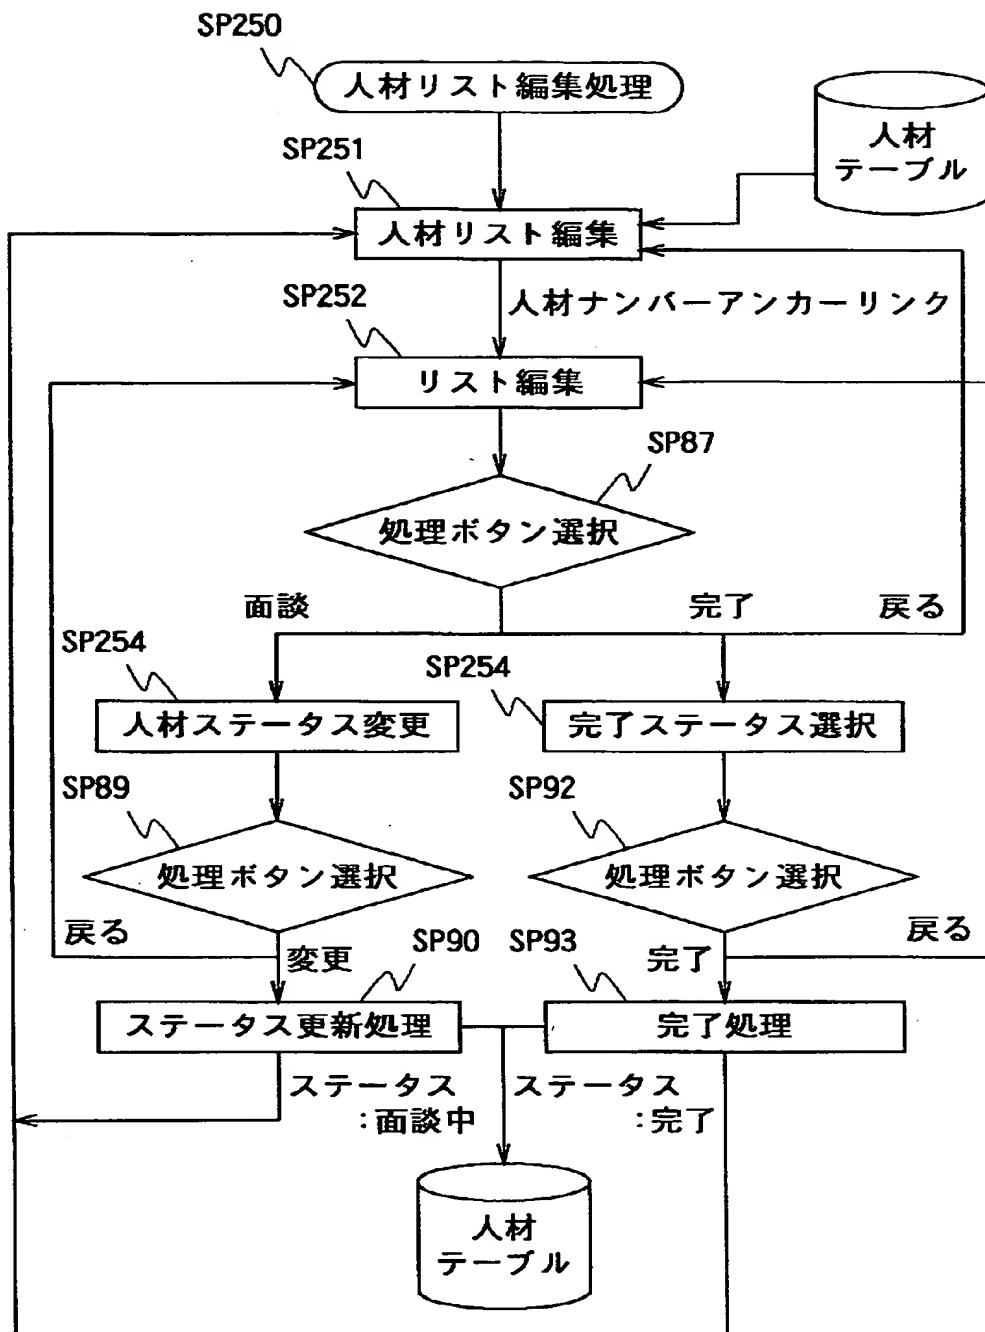 SP250
人材リスト編集処理
人材
テーブル
SP251
人材リスト編集
SP252
人材ナンバーアンカーリンク
リスト編集
SP87
処理ボタン選択
面談
完了
戻る
SP254
SP254
人材ステータス変更
完了ステータス選択
SP89
SP92
処理ボタン選択
処理ボタン選択
戻る
変更
SP90
SP93
完了
戻る
ステータス更新処理
完了処理
ステータス
:面談中
ステータス
:完了
人材
テーブル